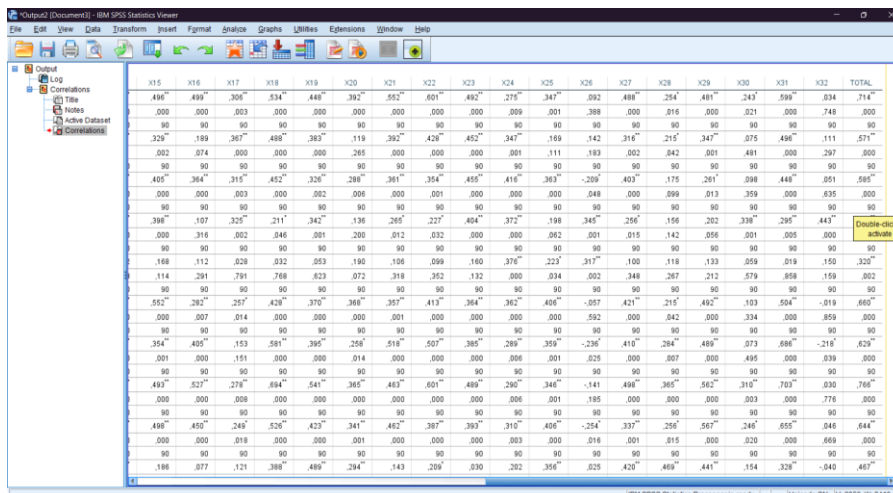 *Output2 [Document3] - IBM SPSS Statistics Viewer
File Edit View Data Transform Insert Format Analyze Graphs Utilities Extensions Window Help
Output
Log
Correlations
Title
Notes
Active Dataset
Correlations
X15 X16 X17 X18 X19 X20 X21 X22 X23 X24 X25 X26 X27 X28 X29 X30 X31 X32 TOTAL
,496** ,499** ,306** ,534** ,448** ,392** ,552** ,601** ,492** ,275** ,347** ,092 ,488** ,254* ,481** ,243* ,599** ,034 ,714**
,000 ,000 ,003 ,000 ,000 ,000 ,000 ,000 ,000 ,009 ,001 ,388 ,000 ,016 ,000 ,021 ,000 ,748 ,000
90 90 90 90 90 90 90 90 90 90 90 90 90 90 90 90 90 90 90
,329** ,189 ,367** ,488** ,383** ,119 ,392** ,428** ,452** ,347** ,169 ,142 ,316** ,215* ,347** ,075 ,496** ,111 ,571**
,002 ,074 ,000 ,000 ,000 ,265 ,000 ,000 ,000 ,001 ,111 ,183 ,002 ,042 ,001 ,481 ,000 ,297 ,000
90 90 90 90 90 90 90 90 90 90 90 90 90 90 90 90 90 90 90
,405** ,364** ,315** ,452** ,326** ,288** ,361** ,354** ,455** ,416** ,363** -,209* ,403** ,175 ,261* ,098 ,448** ,051 ,585**
,000 ,000 ,003 ,000 ,002 ,006 ,000 ,001 ,000 ,000 ,000 ,048 ,000 ,099 ,013 ,359 ,000 ,635 ,000
90 90 90 90 90 90 90 90 90 90 90 90 90 90 90 90 90 90 90
,398** ,107 ,325** ,211* ,342** ,136 ,265* ,227* ,404** ,372** ,198 ,345** ,256* ,156 ,202 ,338** ,295** ,443**
,000 ,316 ,002 ,046 ,001 ,200 ,012 ,032 ,000 ,000 ,062 ,001 ,015 ,142 ,056 ,001 ,005 ,000
90 90 90 90 90 90 90 90 90 90 90 90 90 90 90 90 90 90
Double-click
activate
,168 ,112 ,028 ,032 ,053 ,190 ,106 ,099 ,160 ,376** ,223* ,317** ,100 ,118 ,133 ,059 ,019 ,150 ,320**
,114 ,291 ,791 ,768 ,623 ,072 ,318 ,352 ,132 ,000 ,034 ,002 ,348 ,267 ,212 ,579 ,858 ,159 ,002
90 90 90 90 90 90 90 90 90 90 90 90 90 90 90 90 90 90 90
,552** ,282** ,257* ,428** ,370** ,368** ,357** ,413** ,364** ,362** ,406** -,057 ,421** ,215* ,492** ,103 ,504** -,019 ,660**
,000 ,007 ,014 ,000 ,000 ,000 ,001 ,000 ,000 ,000 ,000 ,592 ,000 ,042 ,000 ,334 ,000 ,859 ,000
90 90 90 90 90 90 90 90 90 90 90 90 90 90 90 90 90 90 90
,354** ,405** ,153 ,581** ,395** ,258* ,518** ,507** ,385** ,289** ,359** -,236* ,410** ,284** ,489** ,073 ,686** -,218* ,629**
,001 ,000 ,151 ,000 ,000 ,014 ,000 ,000 ,000 ,006 ,001 ,025 ,000 ,007 ,000 ,495 ,000 ,039 ,000
90 90 90 90 90 90 90 90 90 90 90 90 90 90 90 90 90 90 90
,493** ,527** ,278** ,694** ,541** ,365** ,463** ,601** ,489** ,290** ,346** -,141 ,498** ,365** ,562** ,310** ,703** ,030 ,766**
,000 ,000 ,008 ,000 ,000 ,000 ,000 ,000 ,000 ,006 ,001 ,185 ,000 ,000 ,000 ,003 ,000 ,776 ,000
90 90 90 90 90 90 90 90 90 90 90 90 90 90 90 90 90 90 90
,498** ,450** ,249* ,526** ,423** ,341** ,462** ,387** ,393** ,310** ,406** -,254* ,337** ,256* ,567** ,246* ,655** ,046 ,644**
,000 ,000 ,018 ,000 ,000 ,001 ,000 ,000 ,000 ,003 ,000 ,016 ,001 ,015 ,000 ,020 ,000 ,669 ,000
90 90 90 90 90 90 90 90 90 90 90 90 90 90 90 90 90 90 90
,186 ,077 ,121 ,388** ,489** ,294** ,143 ,209* ,030 ,202 ,356** ,025 ,420** ,469** ,441** ,154 ,328** -,040 ,467**